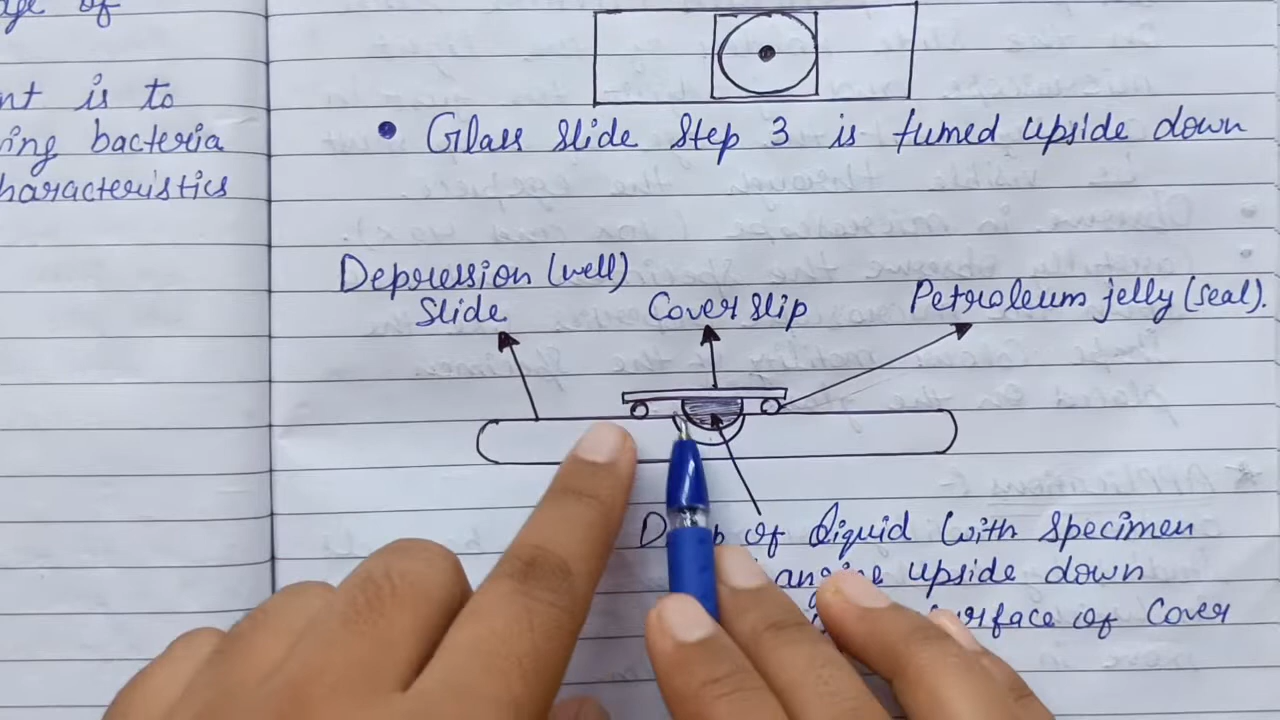 nt is to
ing bacteria
haracteristics
• Glass slide step 3 is turned upside down
Depression (well)
Slide
Cover slip
Petroleum jelly (seal).
of liquid with specimen
upside down
of cover